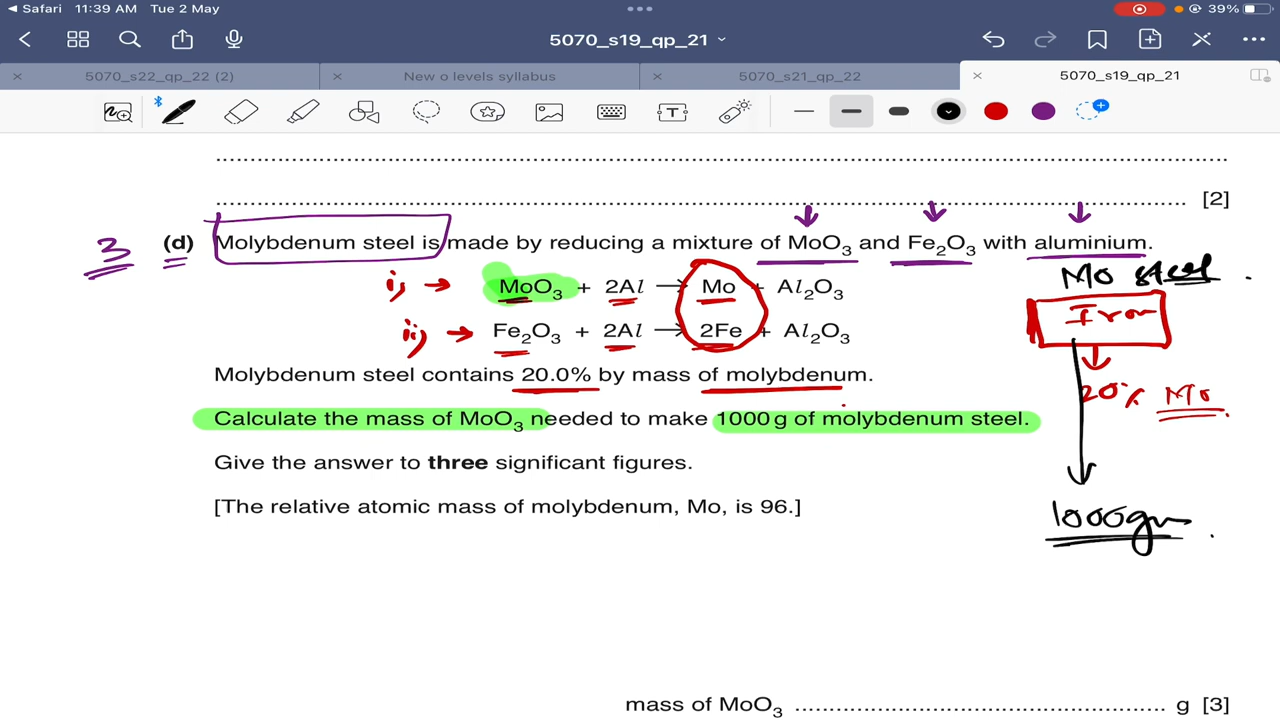 Safari 11:39 AM Tue 2 May 39%
5070_s19_qp_21
5070_s22_qp_22 (2) New o levels syllabus 5070_s21_qp_22 5070_s19_qp_21
[2]
3 (d) Molybdenum steel is made by reducing a mixture of MoO₃ and Fe₂O₃ with aluminium.
Mo steel
i, → MoO₃ + 2Al → Mo + Al₂O₃
Iron
ii, → Fe₂O₃ + 2Al → 2Fe + Al₂O₃
Molybdenum steel contains 20.0% by mass of molybdenum.
20% Mo
Calculate the mass of MoO₃ needed to make 1000 g of molybdenum steel.
Give the answer to three significant figures.
[The relative atomic mass of molybdenum, Mo, is 96.]
1000gm
mass of MoO₃ ........................................................ g [3]